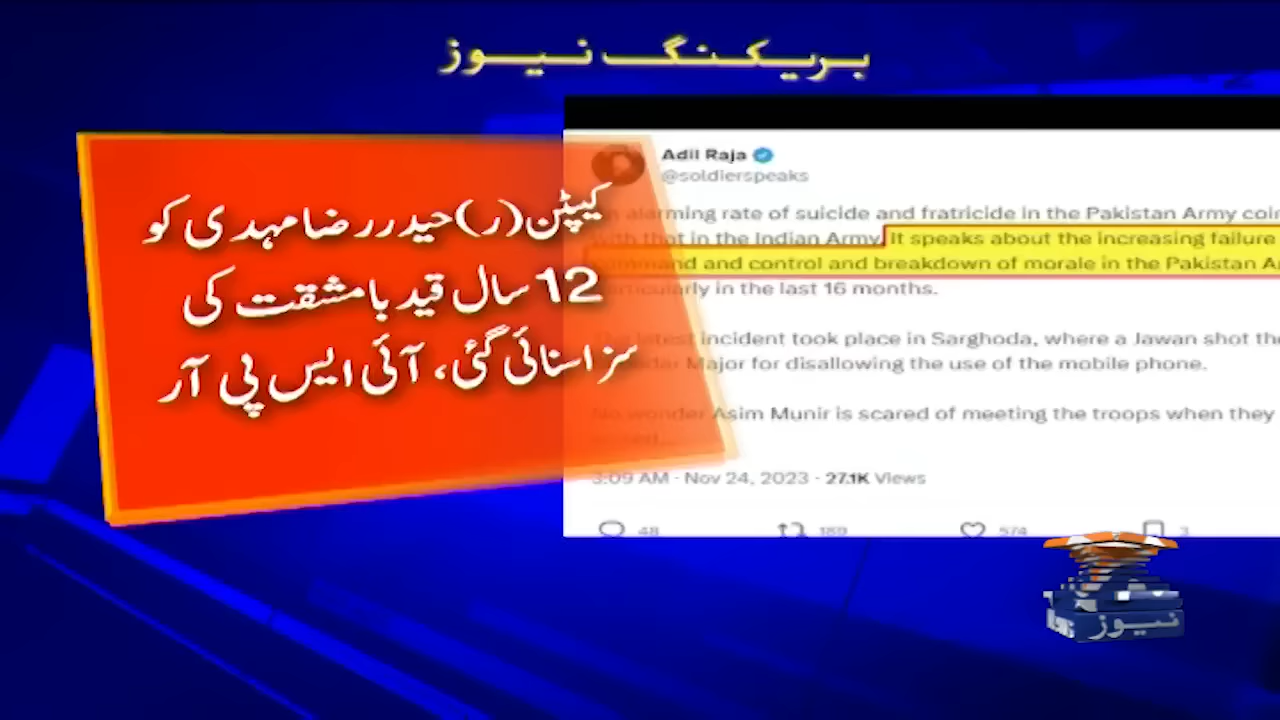 بریکنگ نیوز
کیپٹن (ر) حیدر رضا مہدی کو
12 سال قید بامشقت کی
سزا سنائی گئی، آئی ایس پی آر
Adil Raja
@soldierspeaks
alarming rate of suicide and fratricide in the Pakistan Army
with that in the Indian Army. It speaks about the increasing failure
command and control and breakdown of morale in the Pakistan
particularly in the last 16 months.
latest incident took place in Sarghoda, where a Jawan shot
Major for disallowing the use of the mobile phone.
No wonder Asim Munir is scared of meeting the troops when they
3:09 AM · Nov 24, 2023 · 27.1K Views
48 189 574 3
نیوز